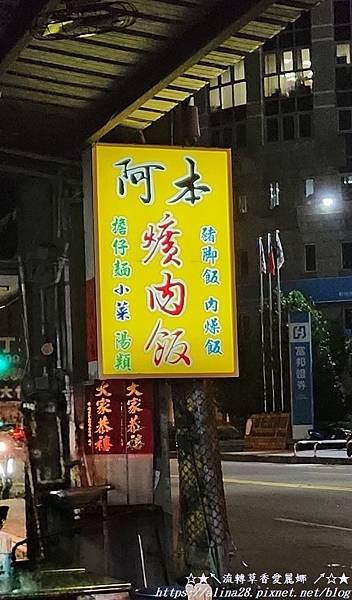 阿本
爌肉飯
豬脚飯 肉燥飯
擔仔麵 小菜 湯類
大家恭禧
大家恭禧
富邦證券
☆★↖流轉草香愛麗娜 ↗☆★
https://alina28.pixnet.net/blog